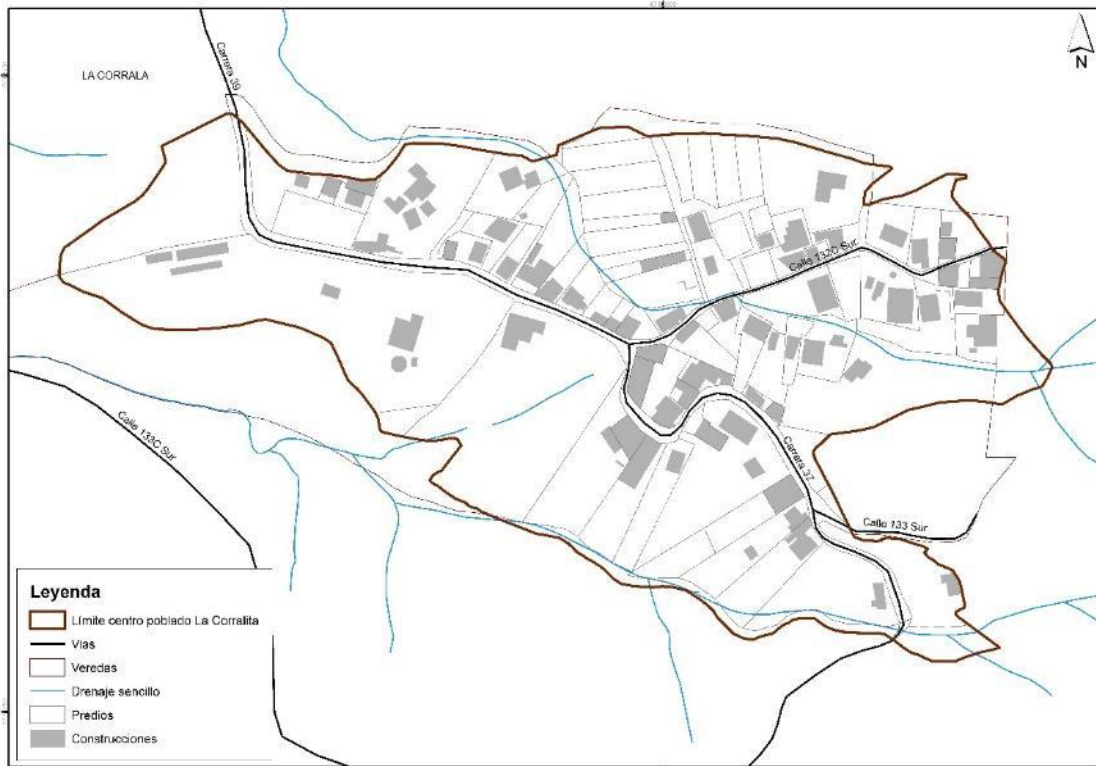 LA CORRALA
Carrera 39
N
Calle 132C Sur
Calle 133C Sur
Carrera 37
Calle 133 Sur
Leyenda
Límite centro poblado La Corralita
Vías
Veredas
Drenaje sencillo
Predios
Construcciones